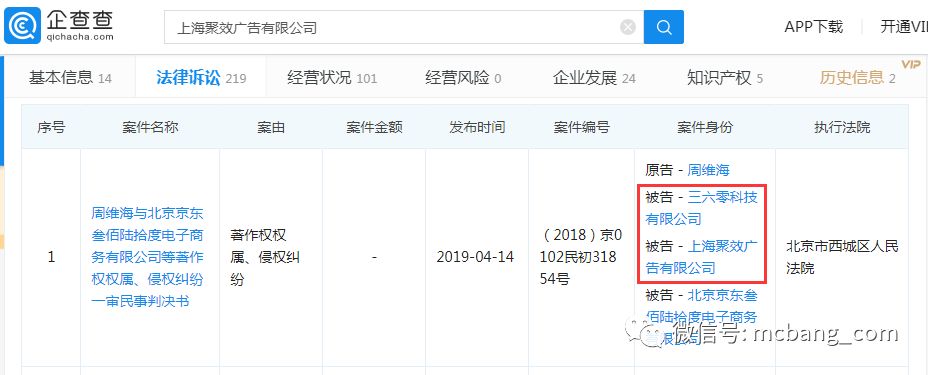 企查查
qichacha.com
上海聚效广告有限公司
APP下载
开通VI
基本信息 14
法律诉讼 219
经营状况 101
经营风险 0
企业发展 24
知识产权 5
历史信息 2
VIP
序号
案件名称
案由
案件金额
发布时间
案件编号
案件身份
执行法院
1
周维海与北京京东
叁佰陆拾度电子商
务有限公司等著作
权权属、侵权纠纷
一审民事判决书
著作权权
属、侵权纠
纷
-
2019-04-14
（2018）京0
102民初318
54号
原告 - 周维海
被告 - 三六零科技
有限公司
被告 - 上海聚效广
告有限公司
被告 - 北京京东叁
佰陆拾度电子商务
有限公司
北京市西城区人民
法院
微信号: mcbang_com